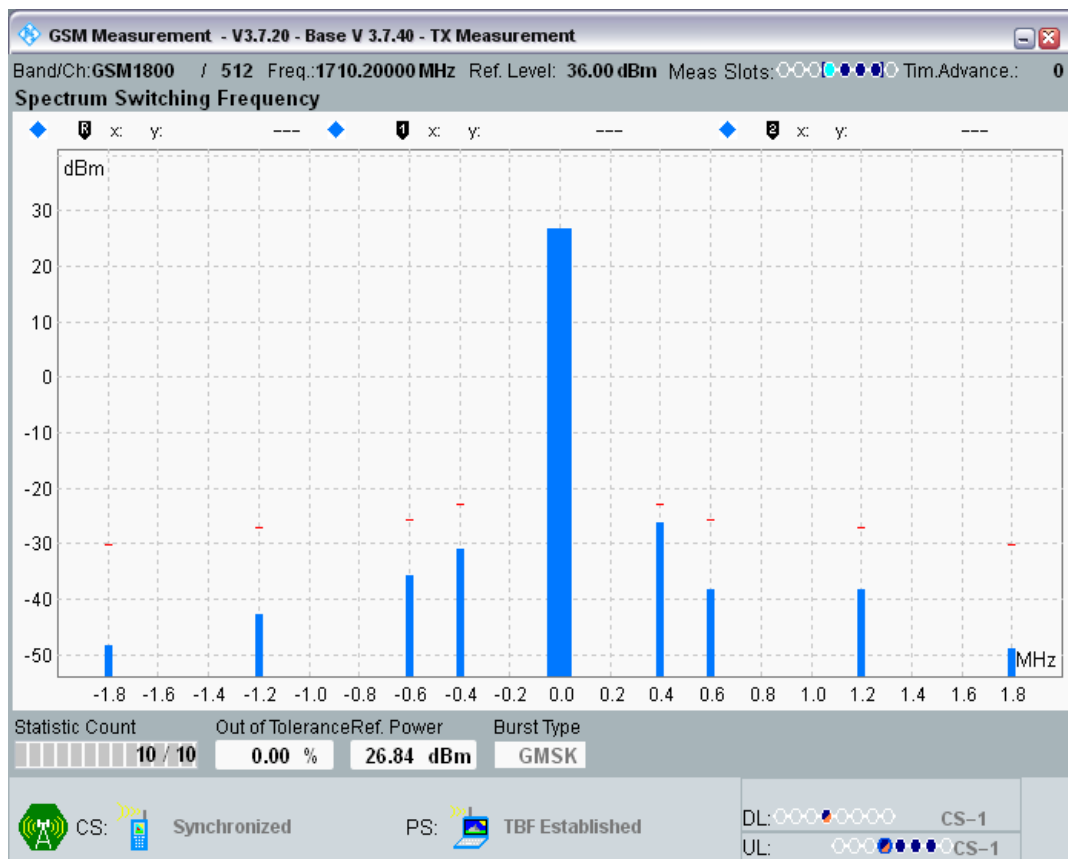 GSM Measurement - V3.7.20 - Base V 3.7.40 - TX Measurement
Band/Ch:GSM1800 / 512 Freq.:1710.20000 MHz Ref. Level: 36.00 dBm Meas Slots: Tim.Advance.: 0
Spectrum Switching Frequency
R x: y: --- 1 x: y: --- 2 x: y: ---
dBm
30
20
10
0
-10
-20
-30
-40
-50
MHz
-1.8 -1.6 -1.4 -1.2 -1.0 -0.8 -0.6 -0.4 -0.2 0.0 0.2 0.4 0.6 0.8 1.0 1.2 1.4 1.6 1.8
Statistic Count Out of Tolerance Ref. Power Burst Type
10 / 10 0.00 % 26.84 dBm GMSK
CS: Synchronized PS: TBF Established
DL: CS-1
UL: CS-1